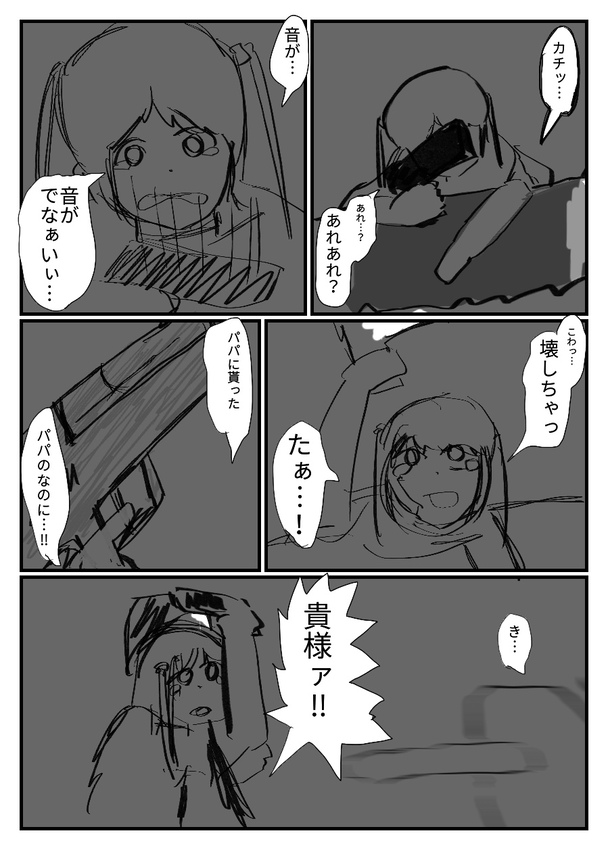 カチッ…
あれ…?
あれあれ?
音が…
音が
でなぁいぃ…
こわっ…
壊しちゃっ
たぁ…!
パパに貰った
パパのなのに…!!
き…
貴様ァ!!